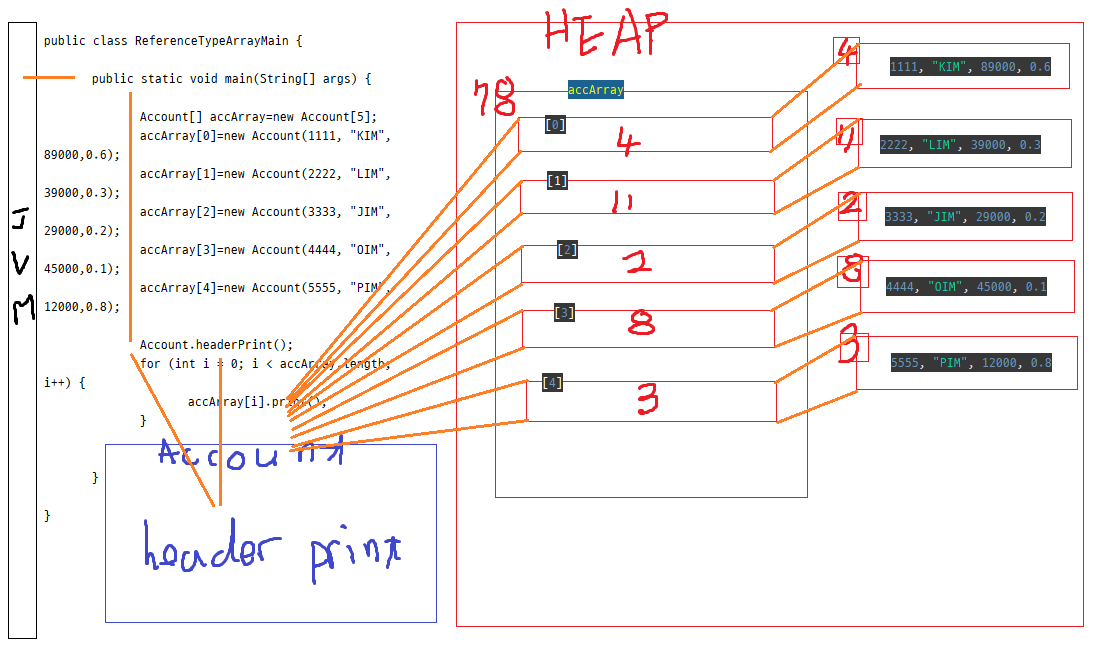 JVM
public class ReferenceTypeArrayMain {
public static void main(String[] args) {
Account[] accArray=new Account[5];
accArray[0]=new Account(1111, "KIM",
89000,0.6);
accArray[1]=new Account(2222, "LIM",
39000,0.3);
accArray[2]=new Account(3333, "JIM",
29000,0.2);
accArray[3]=new Account(4444, "OIM",
45000,0.1);
accArray[4]=new Account(5555, "PIM",
12000,0.8);
Account.headerPrint();
for (int i = 0; i < accArray.length;
i++) {
accArray[i].print();
}
}
}
Account
header print
HEAP
78
accArray
[0]
4
[1]
11
[2]
2
[3]
8
[4]
3
4
1111, "KIM", 89000, 0.6
11
2222, "LIM", 39000, 0.3
2
3333, "JIM", 29000, 0.2
8
4444, "OIM", 45000, 0.1
3
5555, "PIM", 12000, 0.8